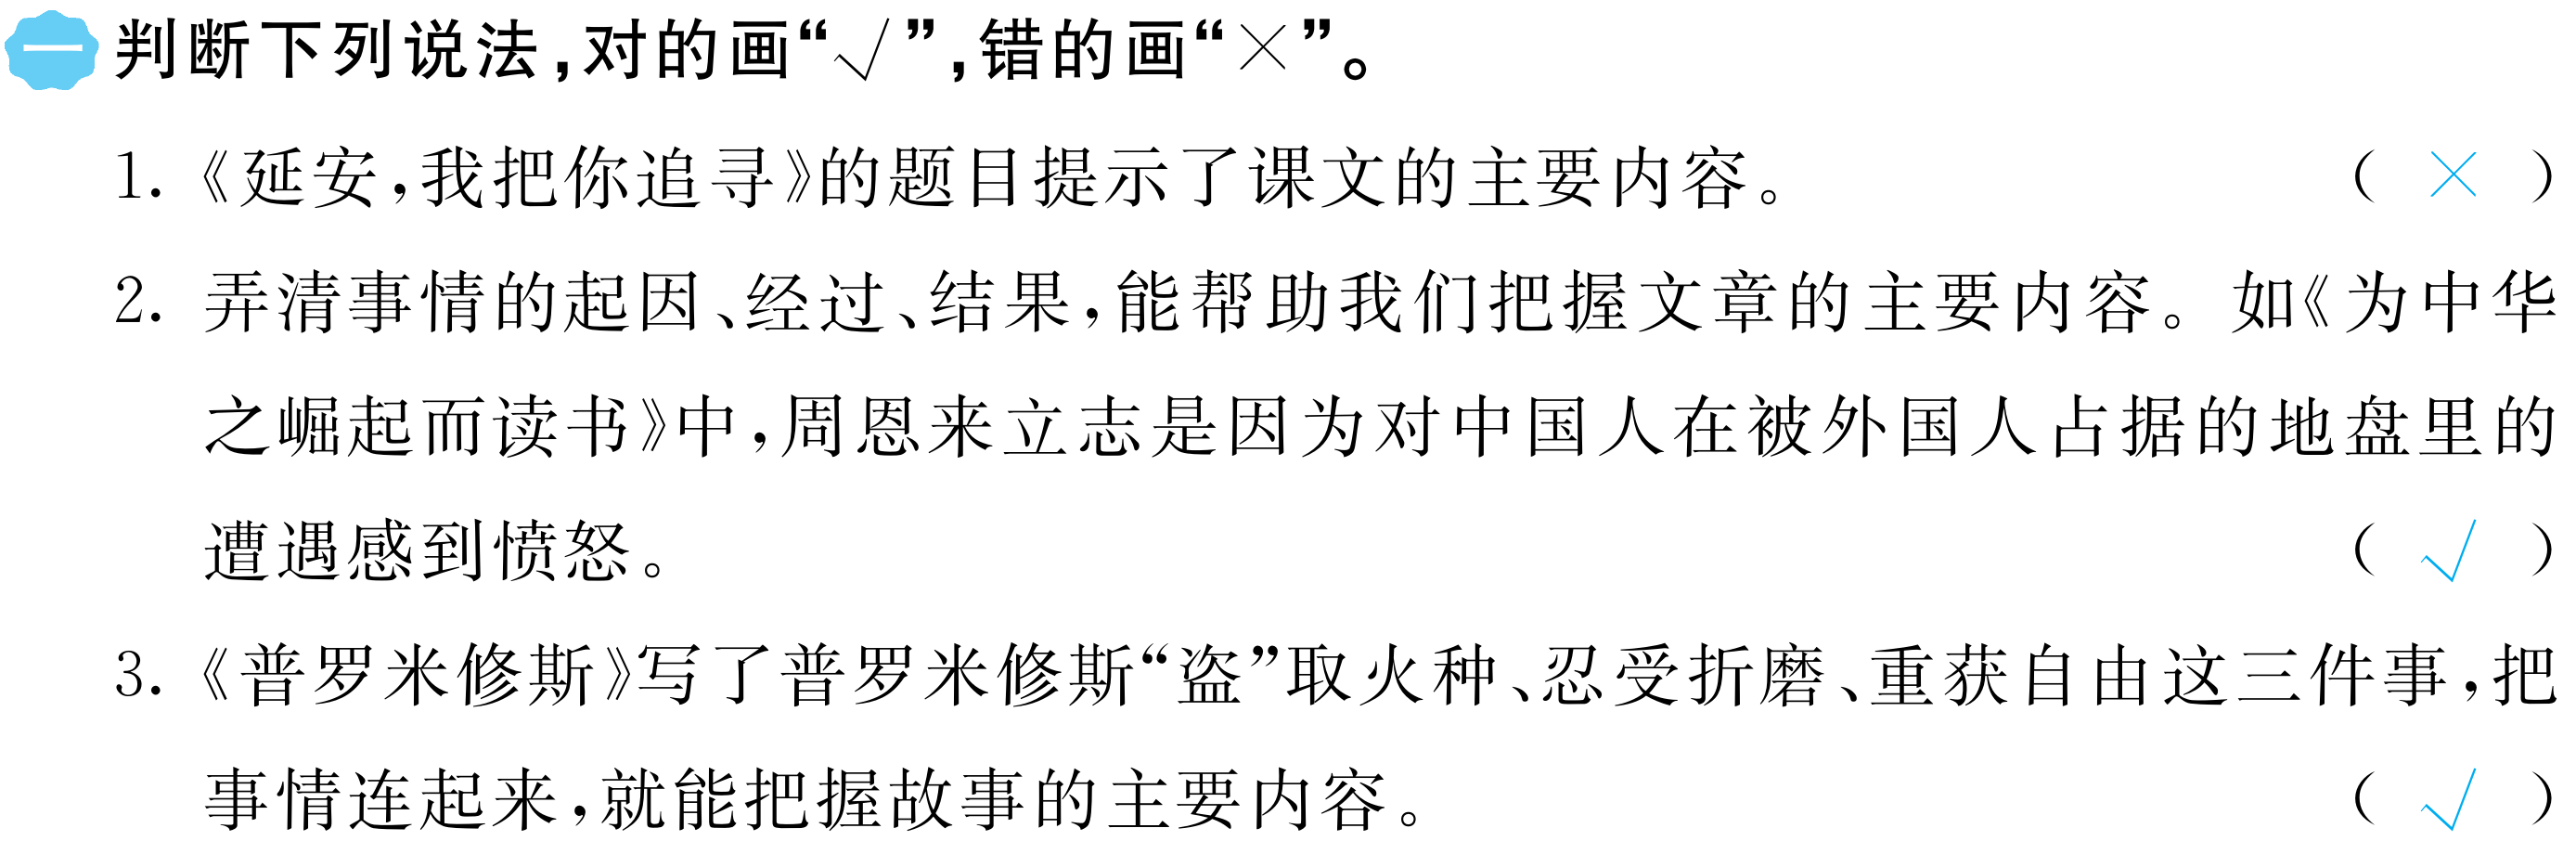 一 判断下列说法,对的画“√”,错的画“×”。
1.《延安,我把你追寻》的题目提示了课文的主要内容。 ( × )
2. 弄清事情的起因、经过、结果,能帮助我们把握文章的主要内容。如《为中华
之崛起而读书》中,周恩来立志是因为对中国人在被外国人占据的地盘里的
遭遇感到愤怒。 ( √ )
3.《普罗米修斯》写了普罗米修斯“盗”取火种、忍受折磨、重获自由这三件事,把
事情连起来,就能把握故事的主要内容。 ( √ )